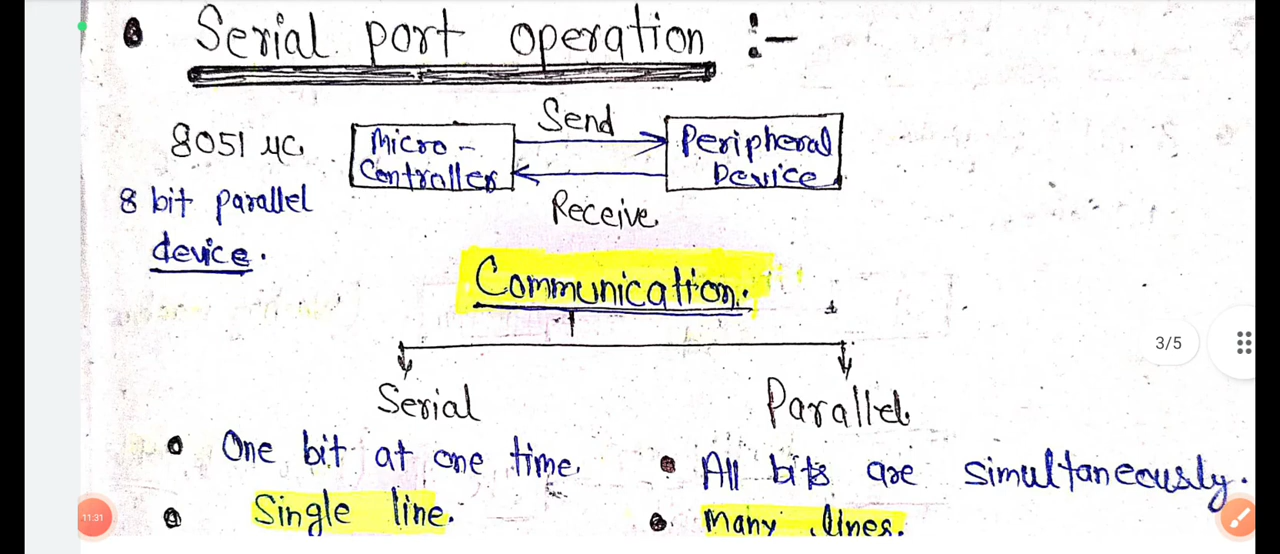 Serial port operation :-
8051 μC
8 bit parallel
device.
Micro-
Controller
Send
Receive
Peripheral
Device
Communication.
Serial
Parallel
3/5
• One bit at one time.
• Single line.
• All bits are simultaneously.
• many lines.
11:31